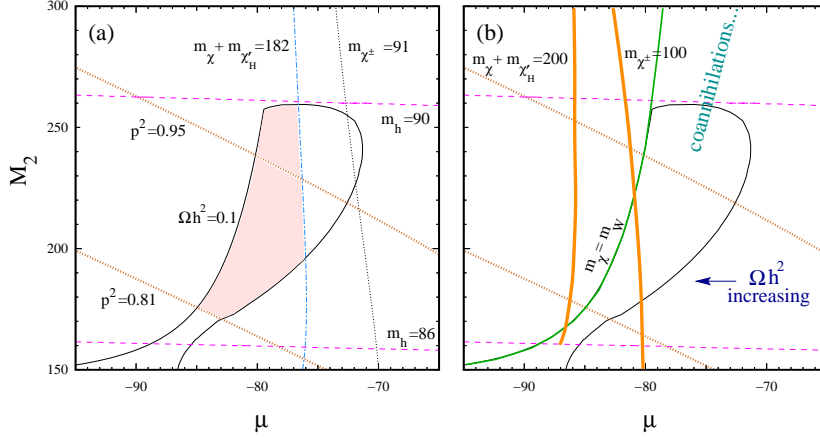 300
250
200
150
M₂
(a)
m_χ + m_χ'_H = 182
m_χ± = 91
p²=0.95
m_h = 90
Ωh²=0.1
p²=0.81
m_h = 86
−90
−80
−70
μ
(b)
m_χ + m_χ'_H = 200
m_χ± = 100
coannihilations...
m_χ = m_w
Ωh²
increasing
−90
−80
−70
μ